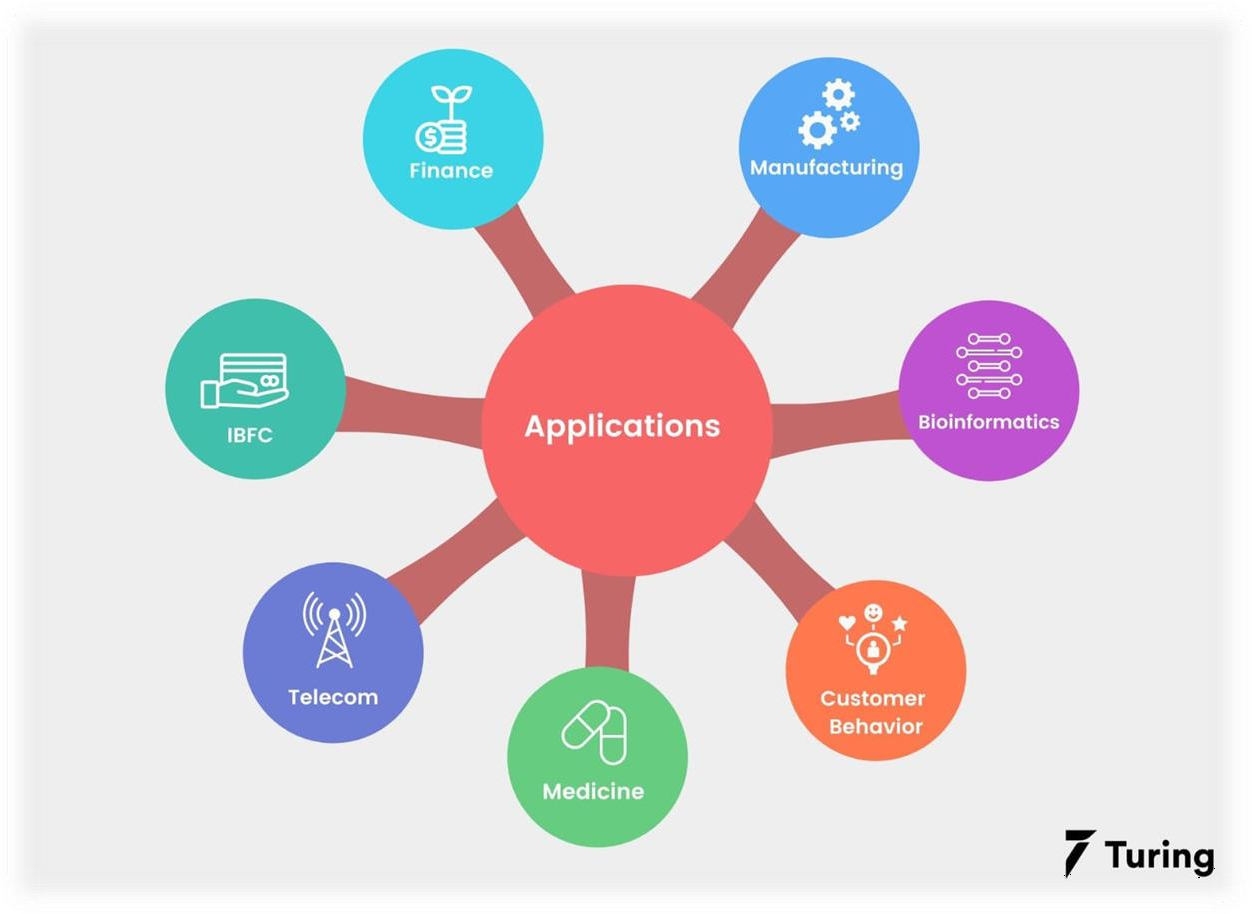 Finance
Manufacturing
Applications
IBFC
Bioinformatics
Telecom
Customer
Behavior
Medicine
Turing